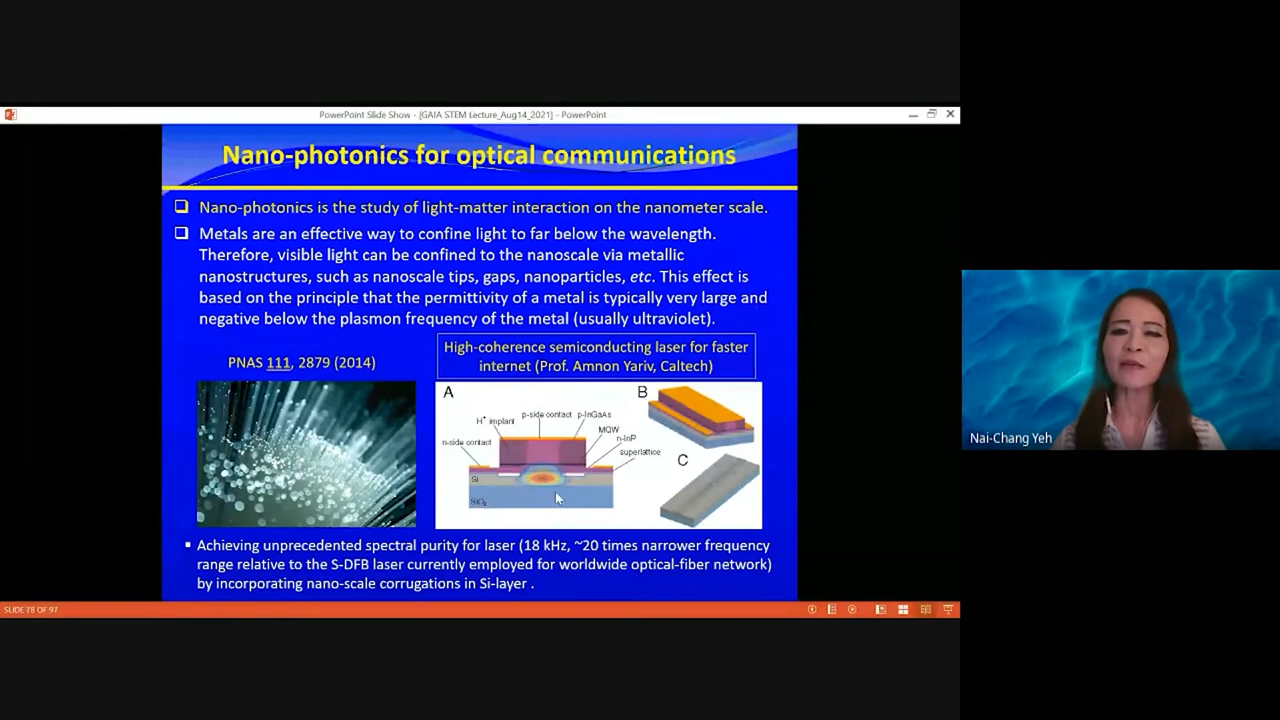 PowerPoint Slide Show - [GAIA STEM Lecture_Aug14_2021] - PowerPoint
Nano-photonics for optical communications
Nano-photonics is the study of light-matter interaction on the nanometer scale.
Metals are an effective way to confine light to far below the wavelength.
Therefore, visible light can be confined to the nanoscale via metallic
nanostructures, such as nanoscale tips, gaps, nanoparticles, etc. This effect is
based on the principle that the permittivity of a metal is typically very large and
negative below the plasmon frequency of the metal (usually ultraviolet).
PNAS 111, 2879 (2014)
High-coherence semiconducting laser for faster
internet (Prof. Amnon Yariv, Caltech)
A
H+ implant
p-side contact
p-InGaAs
MQW
n-InP
superlattice
n-side contact
Si
SiO2
B
C
Achieving unprecedented spectral purity for laser (18 kHz, ~20 times narrower frequency
range relative to the S-DFB laser currently employed for worldwide optical-fiber network)
by incorporating nano-scale corrugations in Si-layer .
SLIDE 78 OF 97
Nai-Chang Yeh